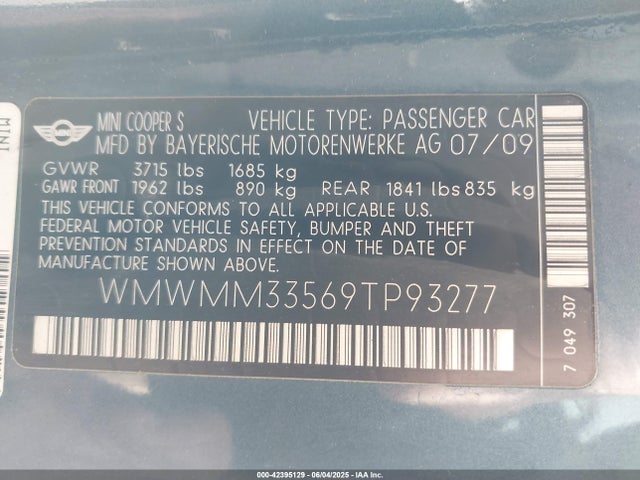 MINI
MINI COOPER S VEHICLE TYPE: PASSENGER CAR
MFD BY BAYERISCHE MOTORENWERKE AG 07/09
GVWR 3715 lbs 1685 kg
GAWR FRONT 1962 lbs 890 kg REAR 1841 lbs 835 kg
THIS VEHICLE CONFORMS TO ALL APPLICABLE U.S.
FEDERAL MOTOR VEHICLE SAFETY, BUMPER AND THEFT
PREVENTION STANDARDS IN EFFECT ON THE DATE OF
MANUFACTURE SHOWN ABOVE.
WMWMM33569TP93277
7 049 307
MINI
000-42395129 - 06/04/2025 - IAA Inc.